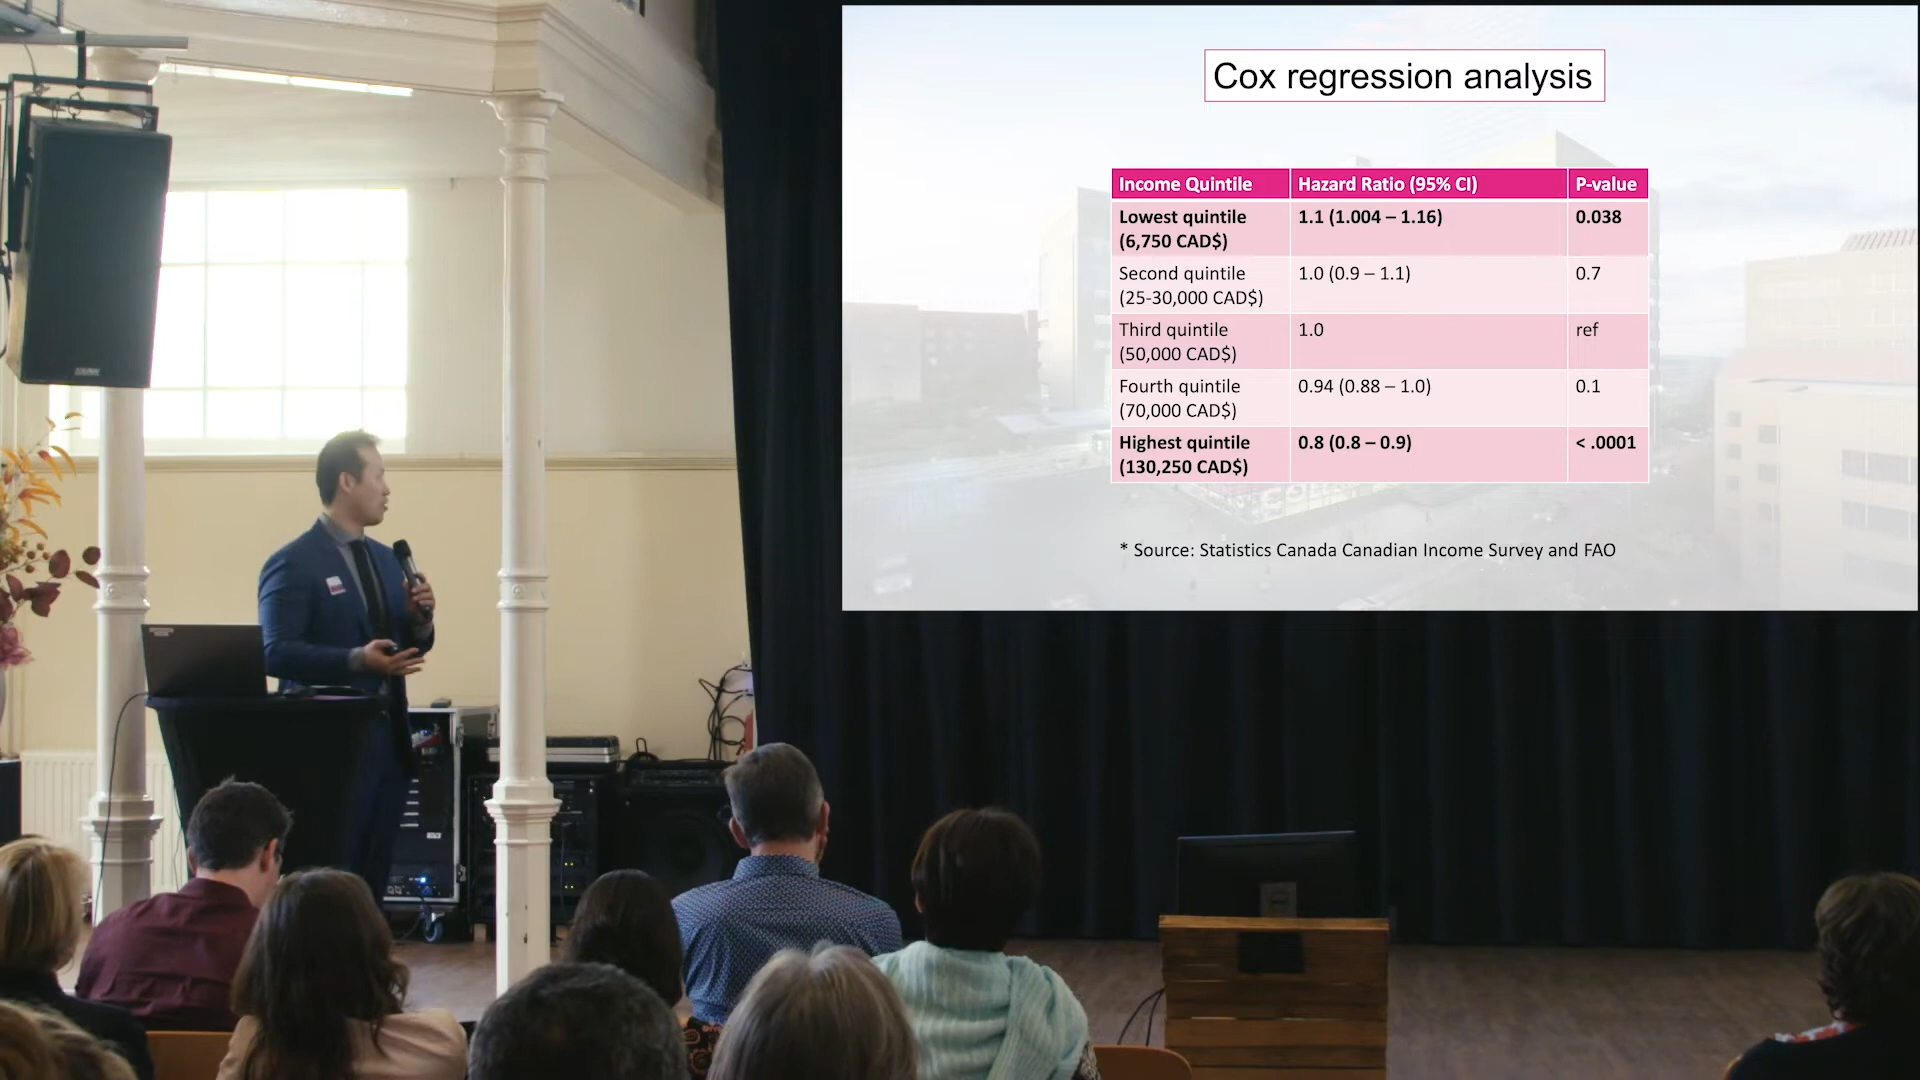 Cox regression analysis
Income Quintile Hazard Ratio (95% CI) P-value
Lowest quintile 1.1 (1.004 – 1.16) 0.038
(6,750 CAD$)
Second quintile 1.0 (0.9 – 1.1) 0.7
(25-30,000 CAD$)
Third quintile 1.0 ref
(50,000 CAD$)
Fourth quintile 0.94 (0.88 – 1.0) 0.1
(70,000 CAD$)
Highest quintile 0.8 (0.8 – 0.9) < .0001
(130,250 CAD$)
* Source: Statistics Canada Canadian Income Survey and FAO